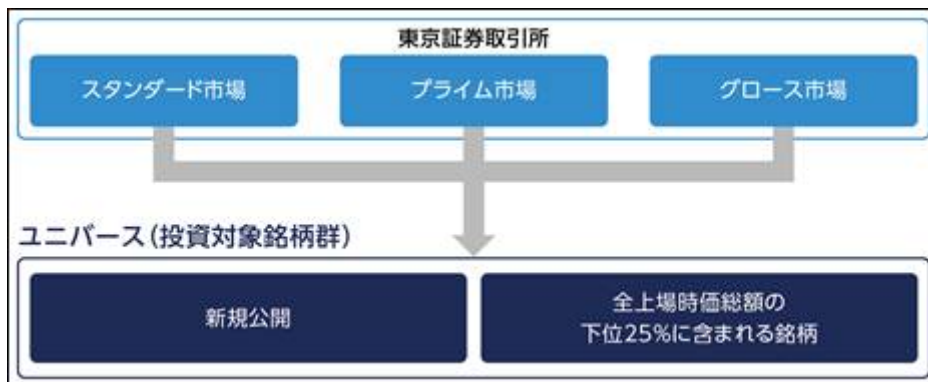 東京証券取引所
スタンダード市場
プライム市場
グロース市場
ユニバース（投資対象銘柄群）
新規公開
全上場時価総額の
下位25%に含まれる銘柄